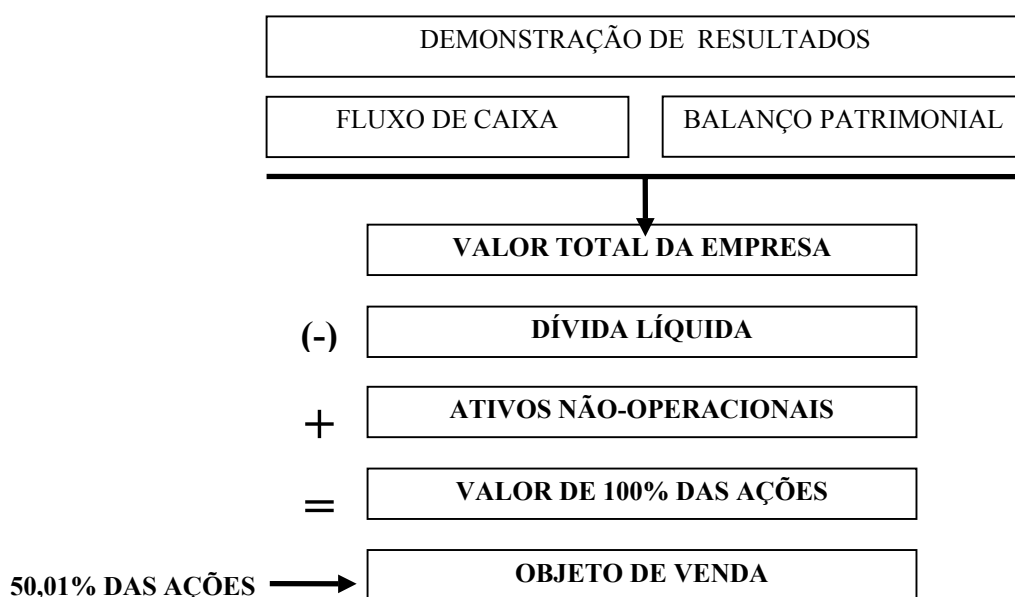 DEMONSTRAÇÃO DE RESULTADOS
FLUXO DE CAIXA
BALANÇO PATRIMONIAL
VALOR TOTAL DA EMPRESA
(-)
DÍVIDA LÍQUIDA
+
ATIVOS NÃO-OPERACIONAIS
=
VALOR DE 100% DAS AÇÕES
50,01% DAS AÇÕES
OBJETO DE VENDA